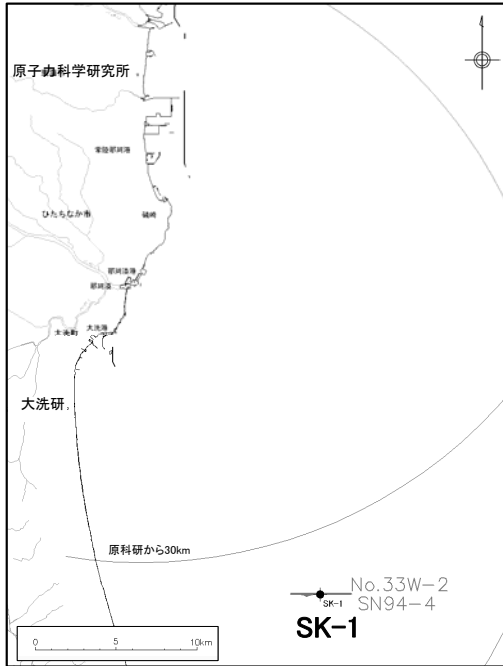 原子力科学研究所
常陸那珂港
ひたちなか市
磯崎
那珂湊港
那珂湊
大洗港
大洗町
大洗研
原科研から30km
No.33W-2
SK-1 SN94-4
SK-1
0 5 10km